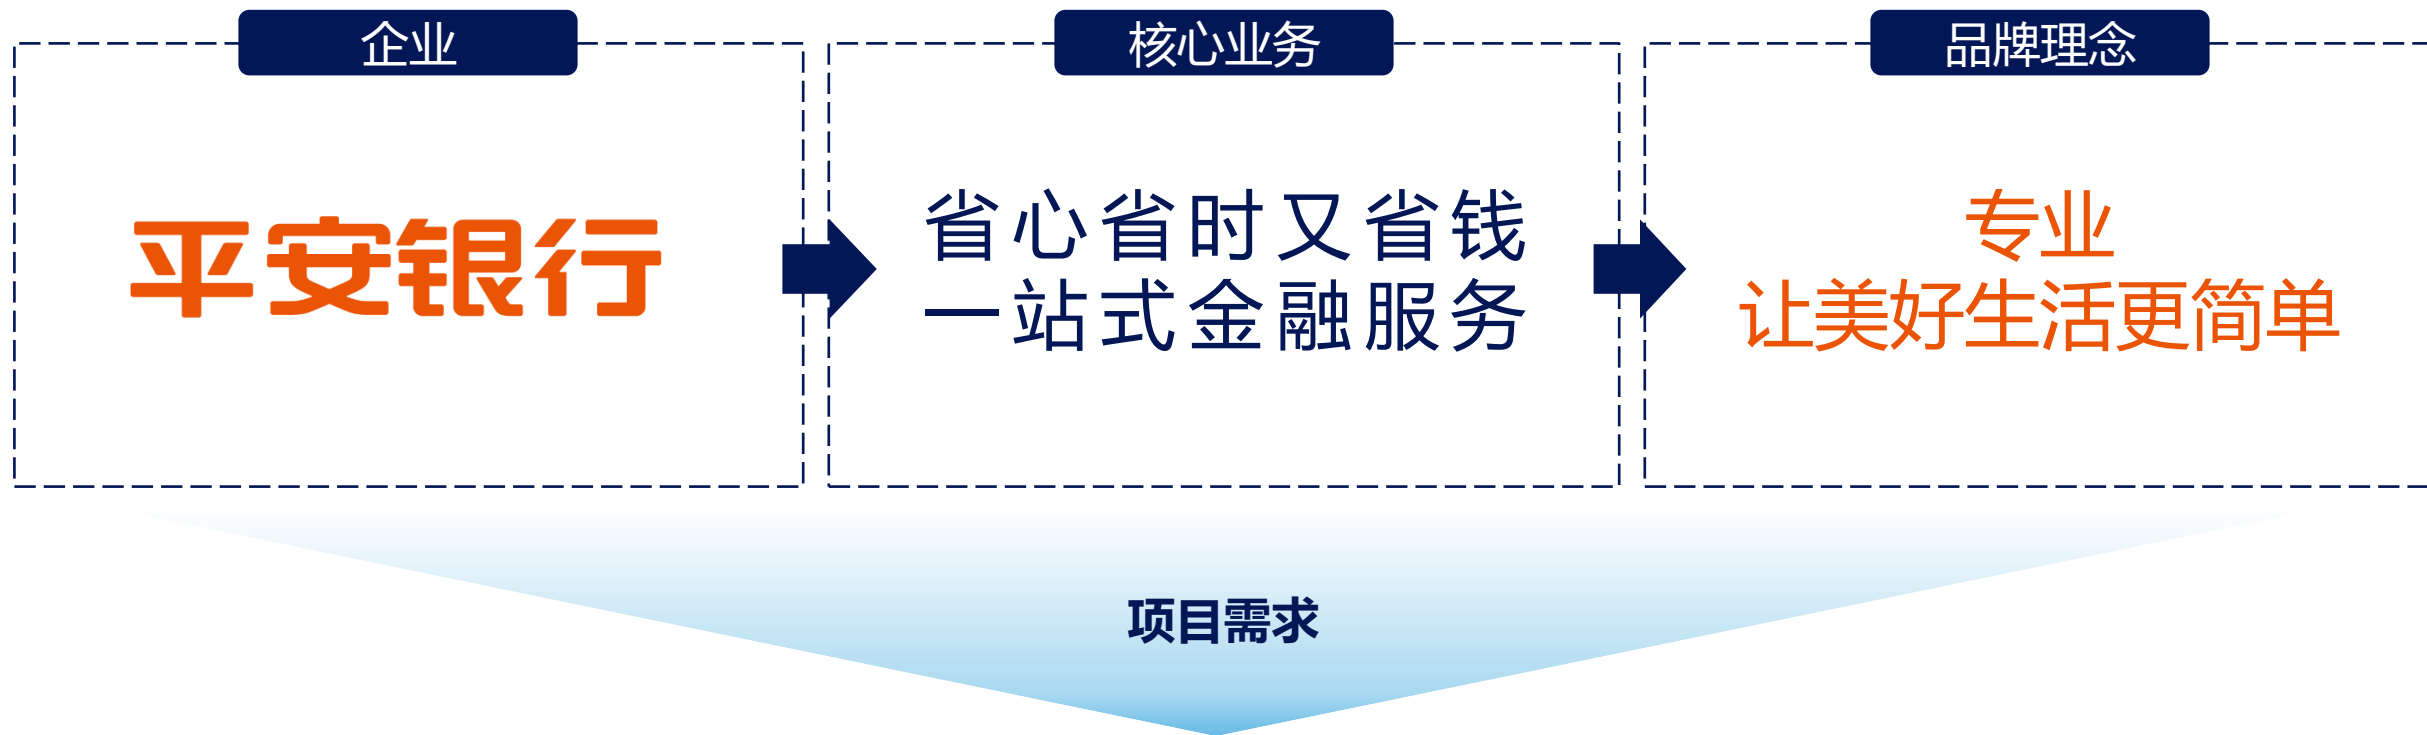 企业
平安银行
核心业务
省心省时又省钱
一站式金融服务
品牌理念
专业
让美好生活更简单
项目需求